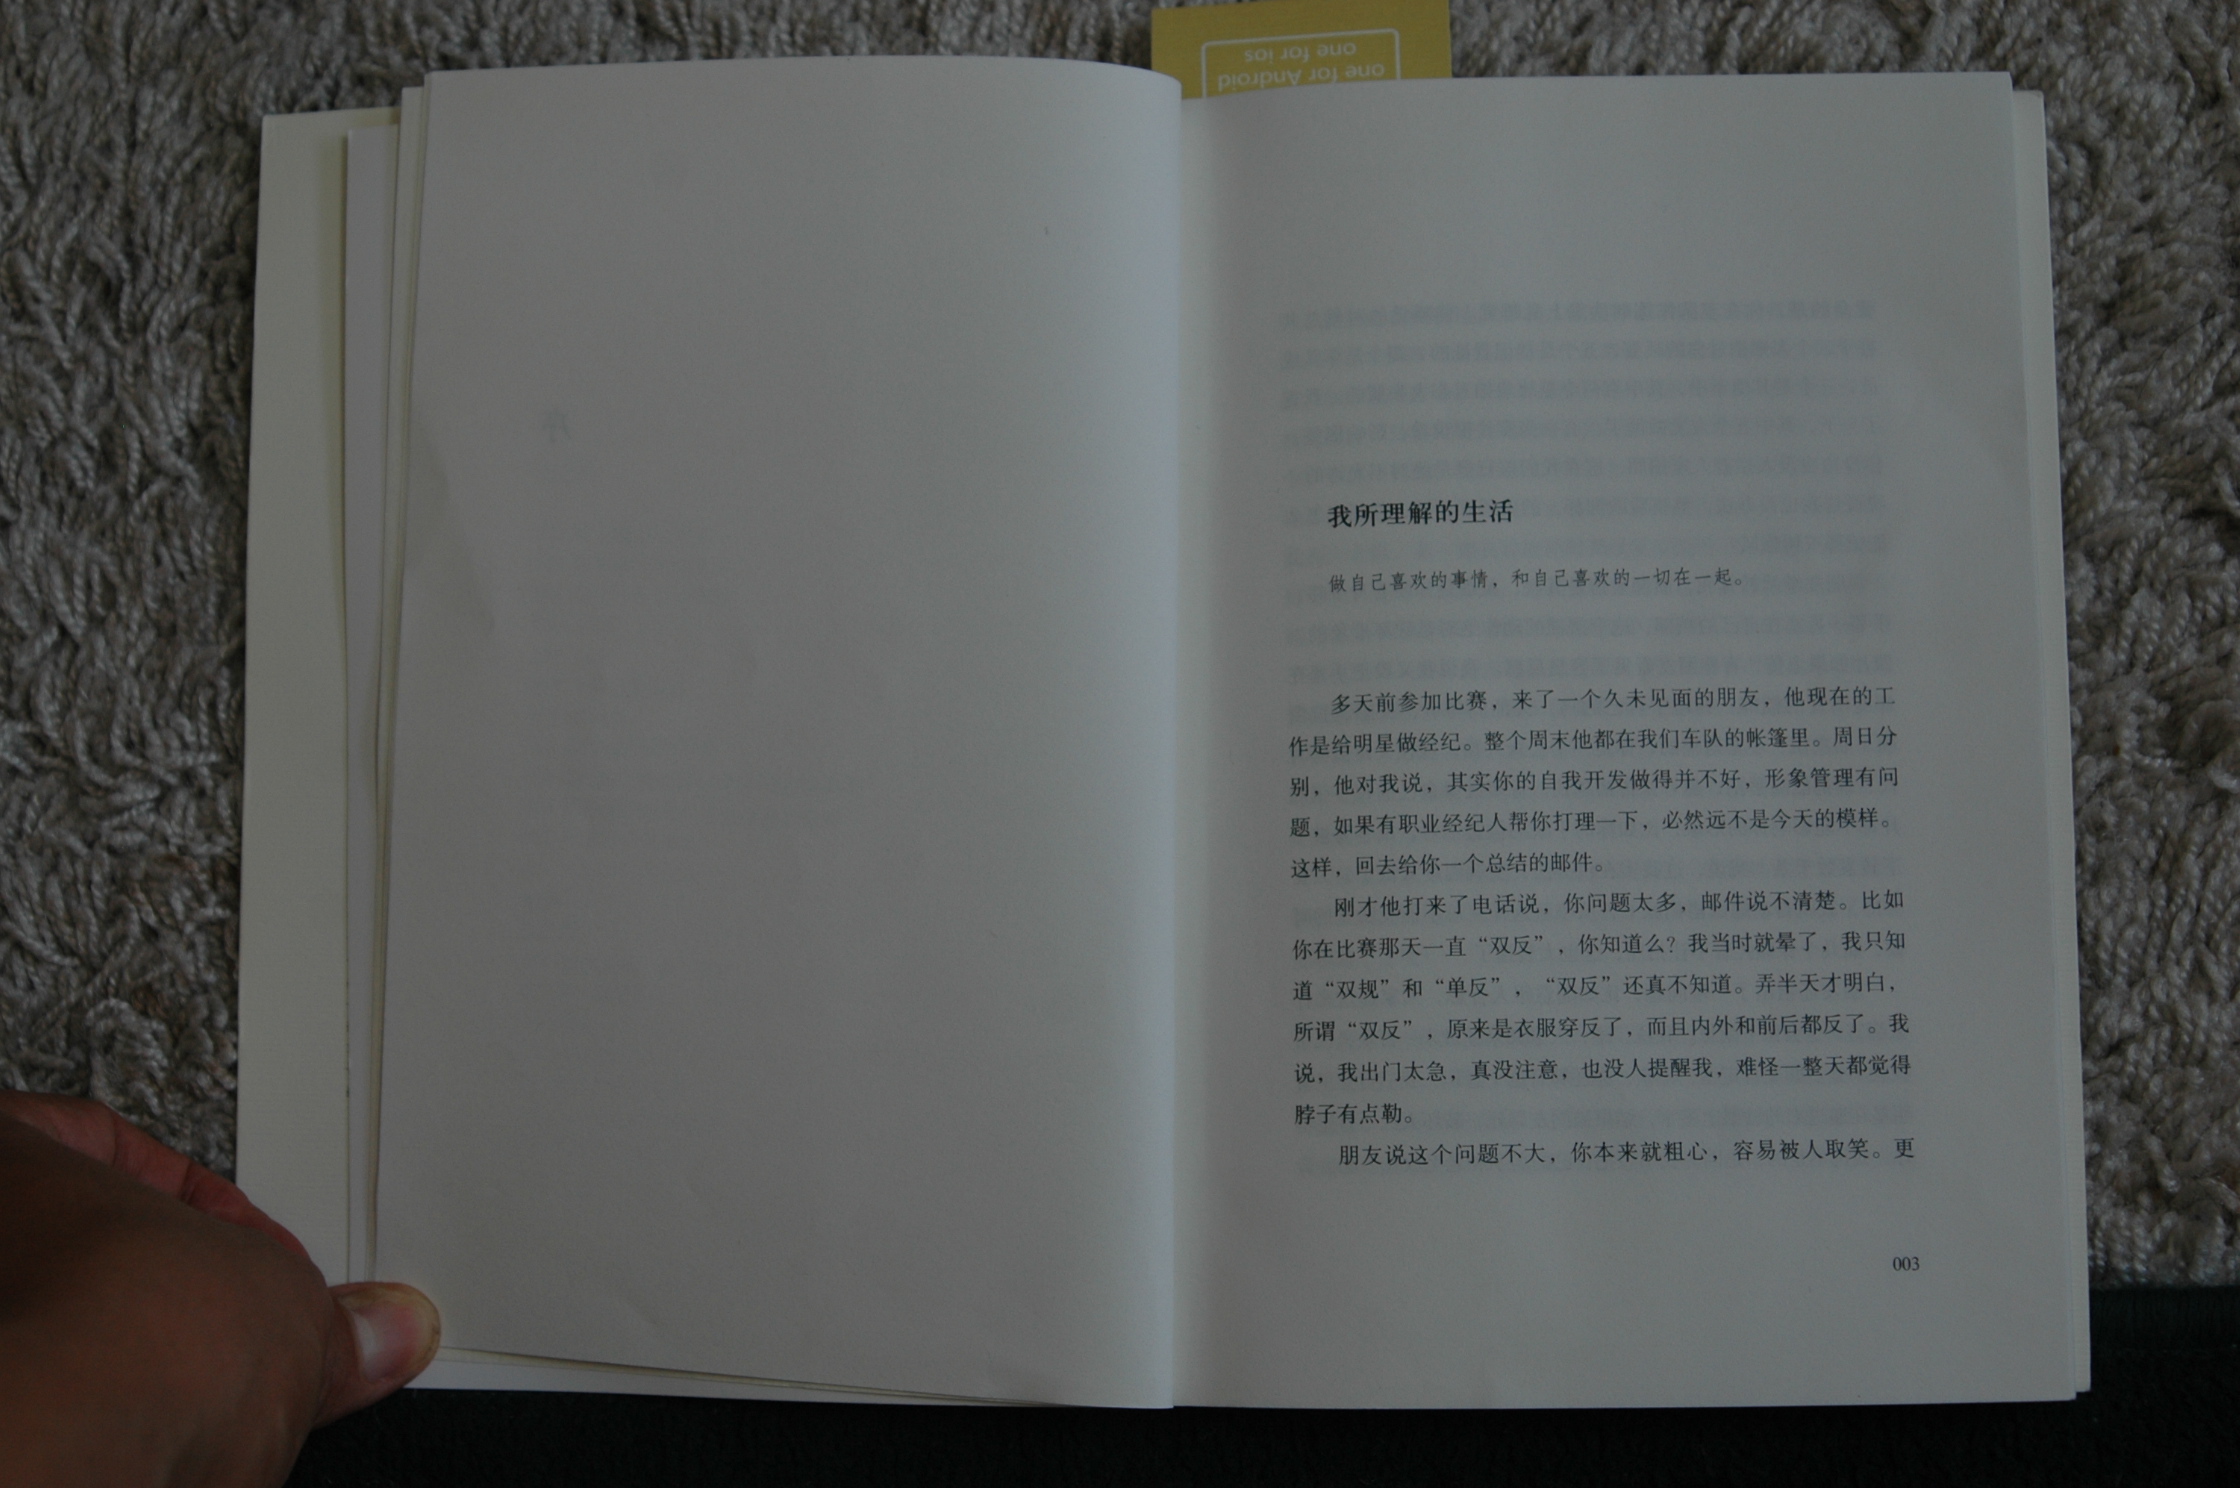 one for Android
one for ios
序
我所理解的生活
做自己喜欢的事情，和自己喜欢的一切在一起。
多天前参加比赛，来了一个久未见面的朋友，他现在的工
作是给明星做经纪。整个周末他都在我们车队的帐篷里。周日分
别，他对我说，其实你的自我开发做得并不好，形象管理有问
题，如果有职业经纪人帮你打理一下，必然远不是今天的模样。
这样，回去给你一个总结的邮件。
刚才他打来了电话说，你问题太多，邮件说不清楚。比如
你在比赛那天一直“双反”，你知道么？我当时就晕了，我只知
道“双规”和“单反”，“双反”还真不知道。弄半天才明白，
所谓“双反”，原来是衣服穿反了，而且内外和前后都反了。我
说，我出门太急，真没注意，也没人提醒我，难怪一整天都觉得
脖子有点勒。
朋友说这个问题不大，你本来就粗心，容易被人取笑。更
003